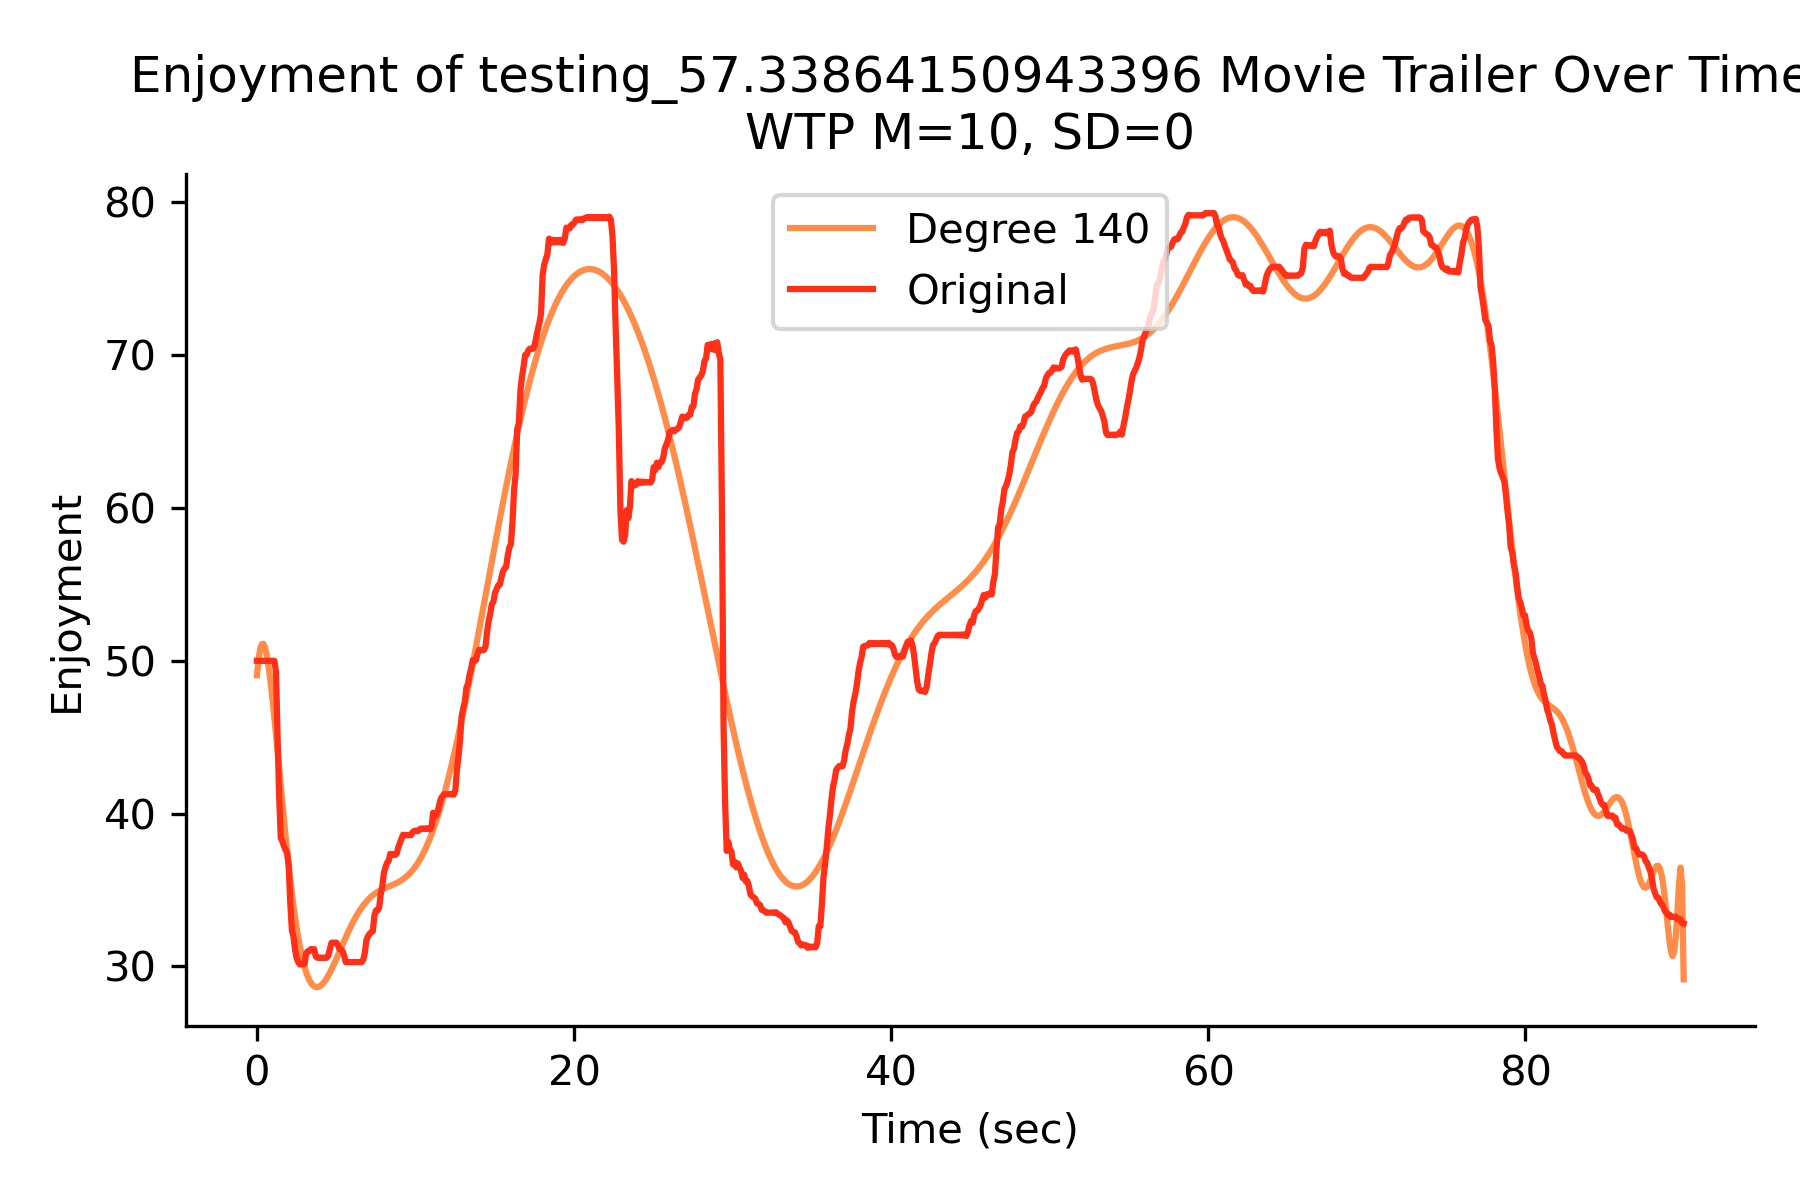 Enjoyment of testing_57.33864150943396 Movie Trailer Over Time
WTP M=10, SD=0
80
70
60
50
40
30
Enjoyment
Degree 140
Original
0 20 40 60 80
Time (sec)